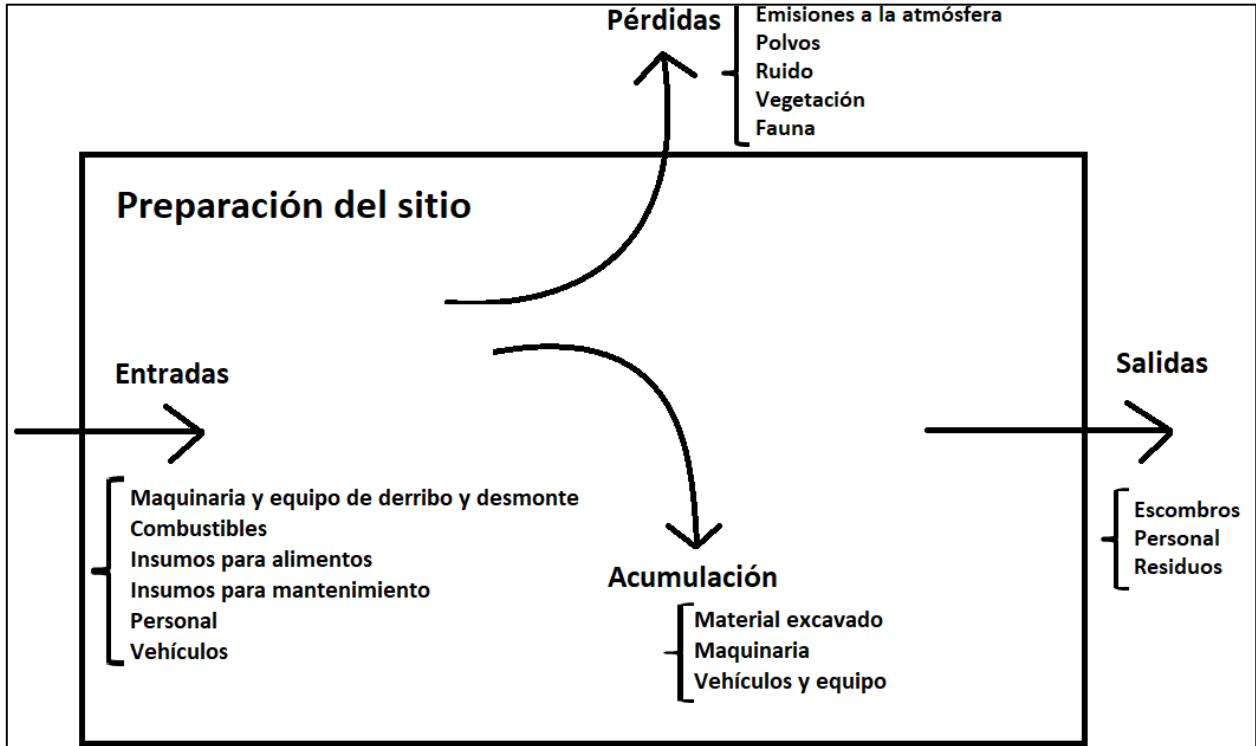 Pérdidas
Emisiones a la atmósfera
Polvos
Ruido
Vegetación
Fauna
Preparación del sitio
Entradas
Maquinaria y equipo de derribo y desmonte
Combustibles
Insumos para alimentos
Insumos para mantenimiento
Personal
Vehículos
Acumulación
Material excavado
Maquinaria
Vehículos y equipo
Salidas
Escombros
Personal
Residuos